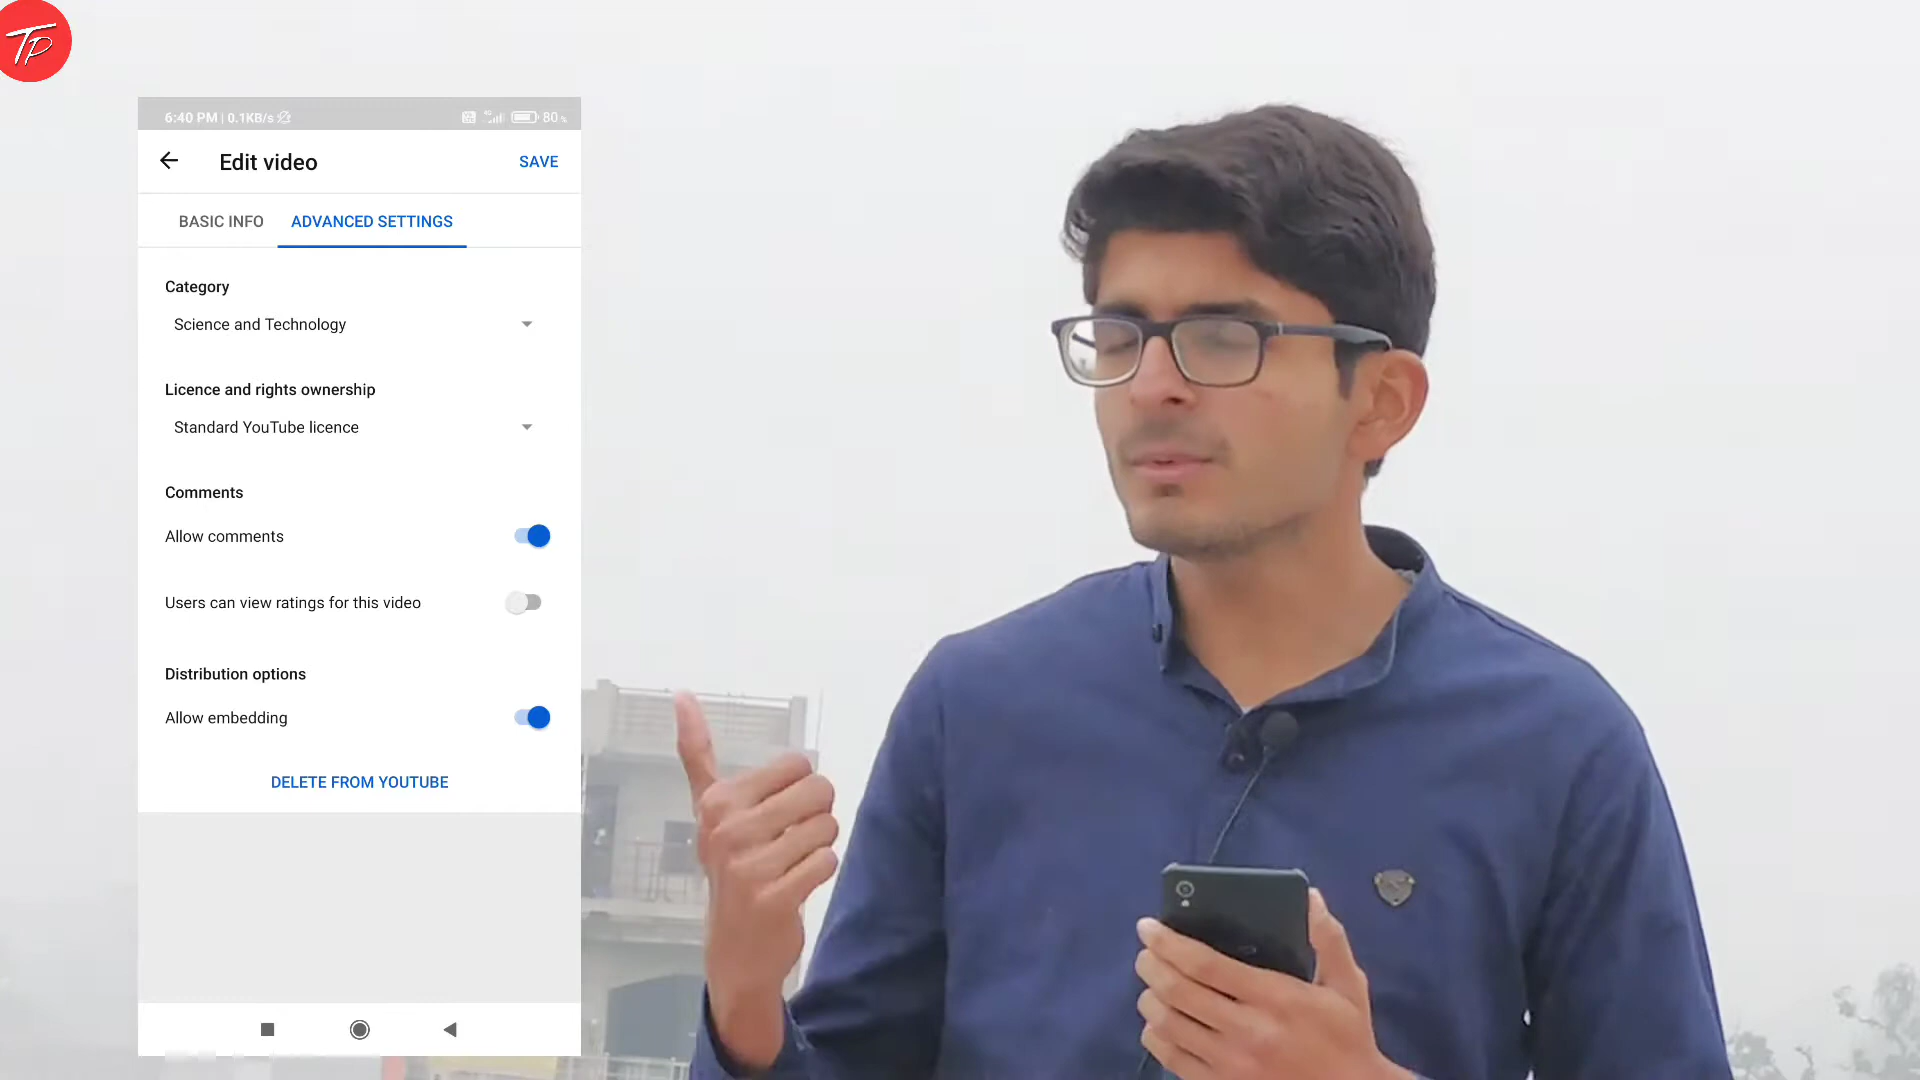 TP
6:40 PM | 0.1KB/s
4G
80
Edit video
SAVE
BASIC INFO
ADVANCED SETTINGS
Category
Science and Technology
Licence and rights ownership
Standard YouTube licence
Comments
Allow comments
Users can view ratings for this video
Distribution options
Allow embedding
DELETE FROM YOUTUBE